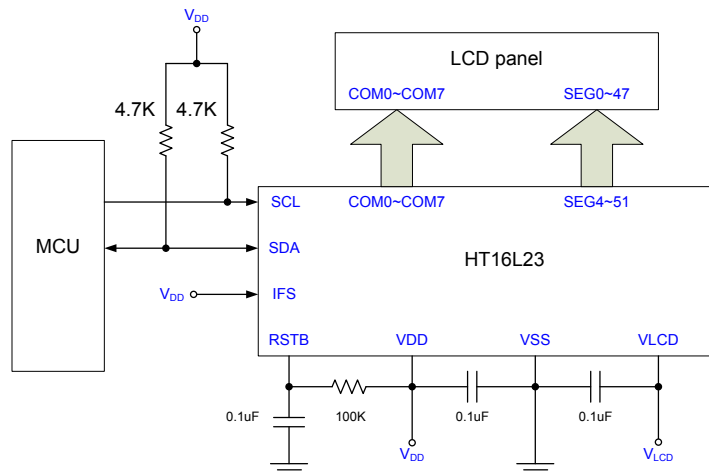 VDD
LCD panel
COM0~COM7 SEG0~47
4.7K 4.7K
SCL COM0~COM7 SEG4~51
MCU SDA HT16L23
VDD IFS
RSTB VDD VSS VLCD
0.1uF 100K 0.1uF 0.1uF
VDD VLCD